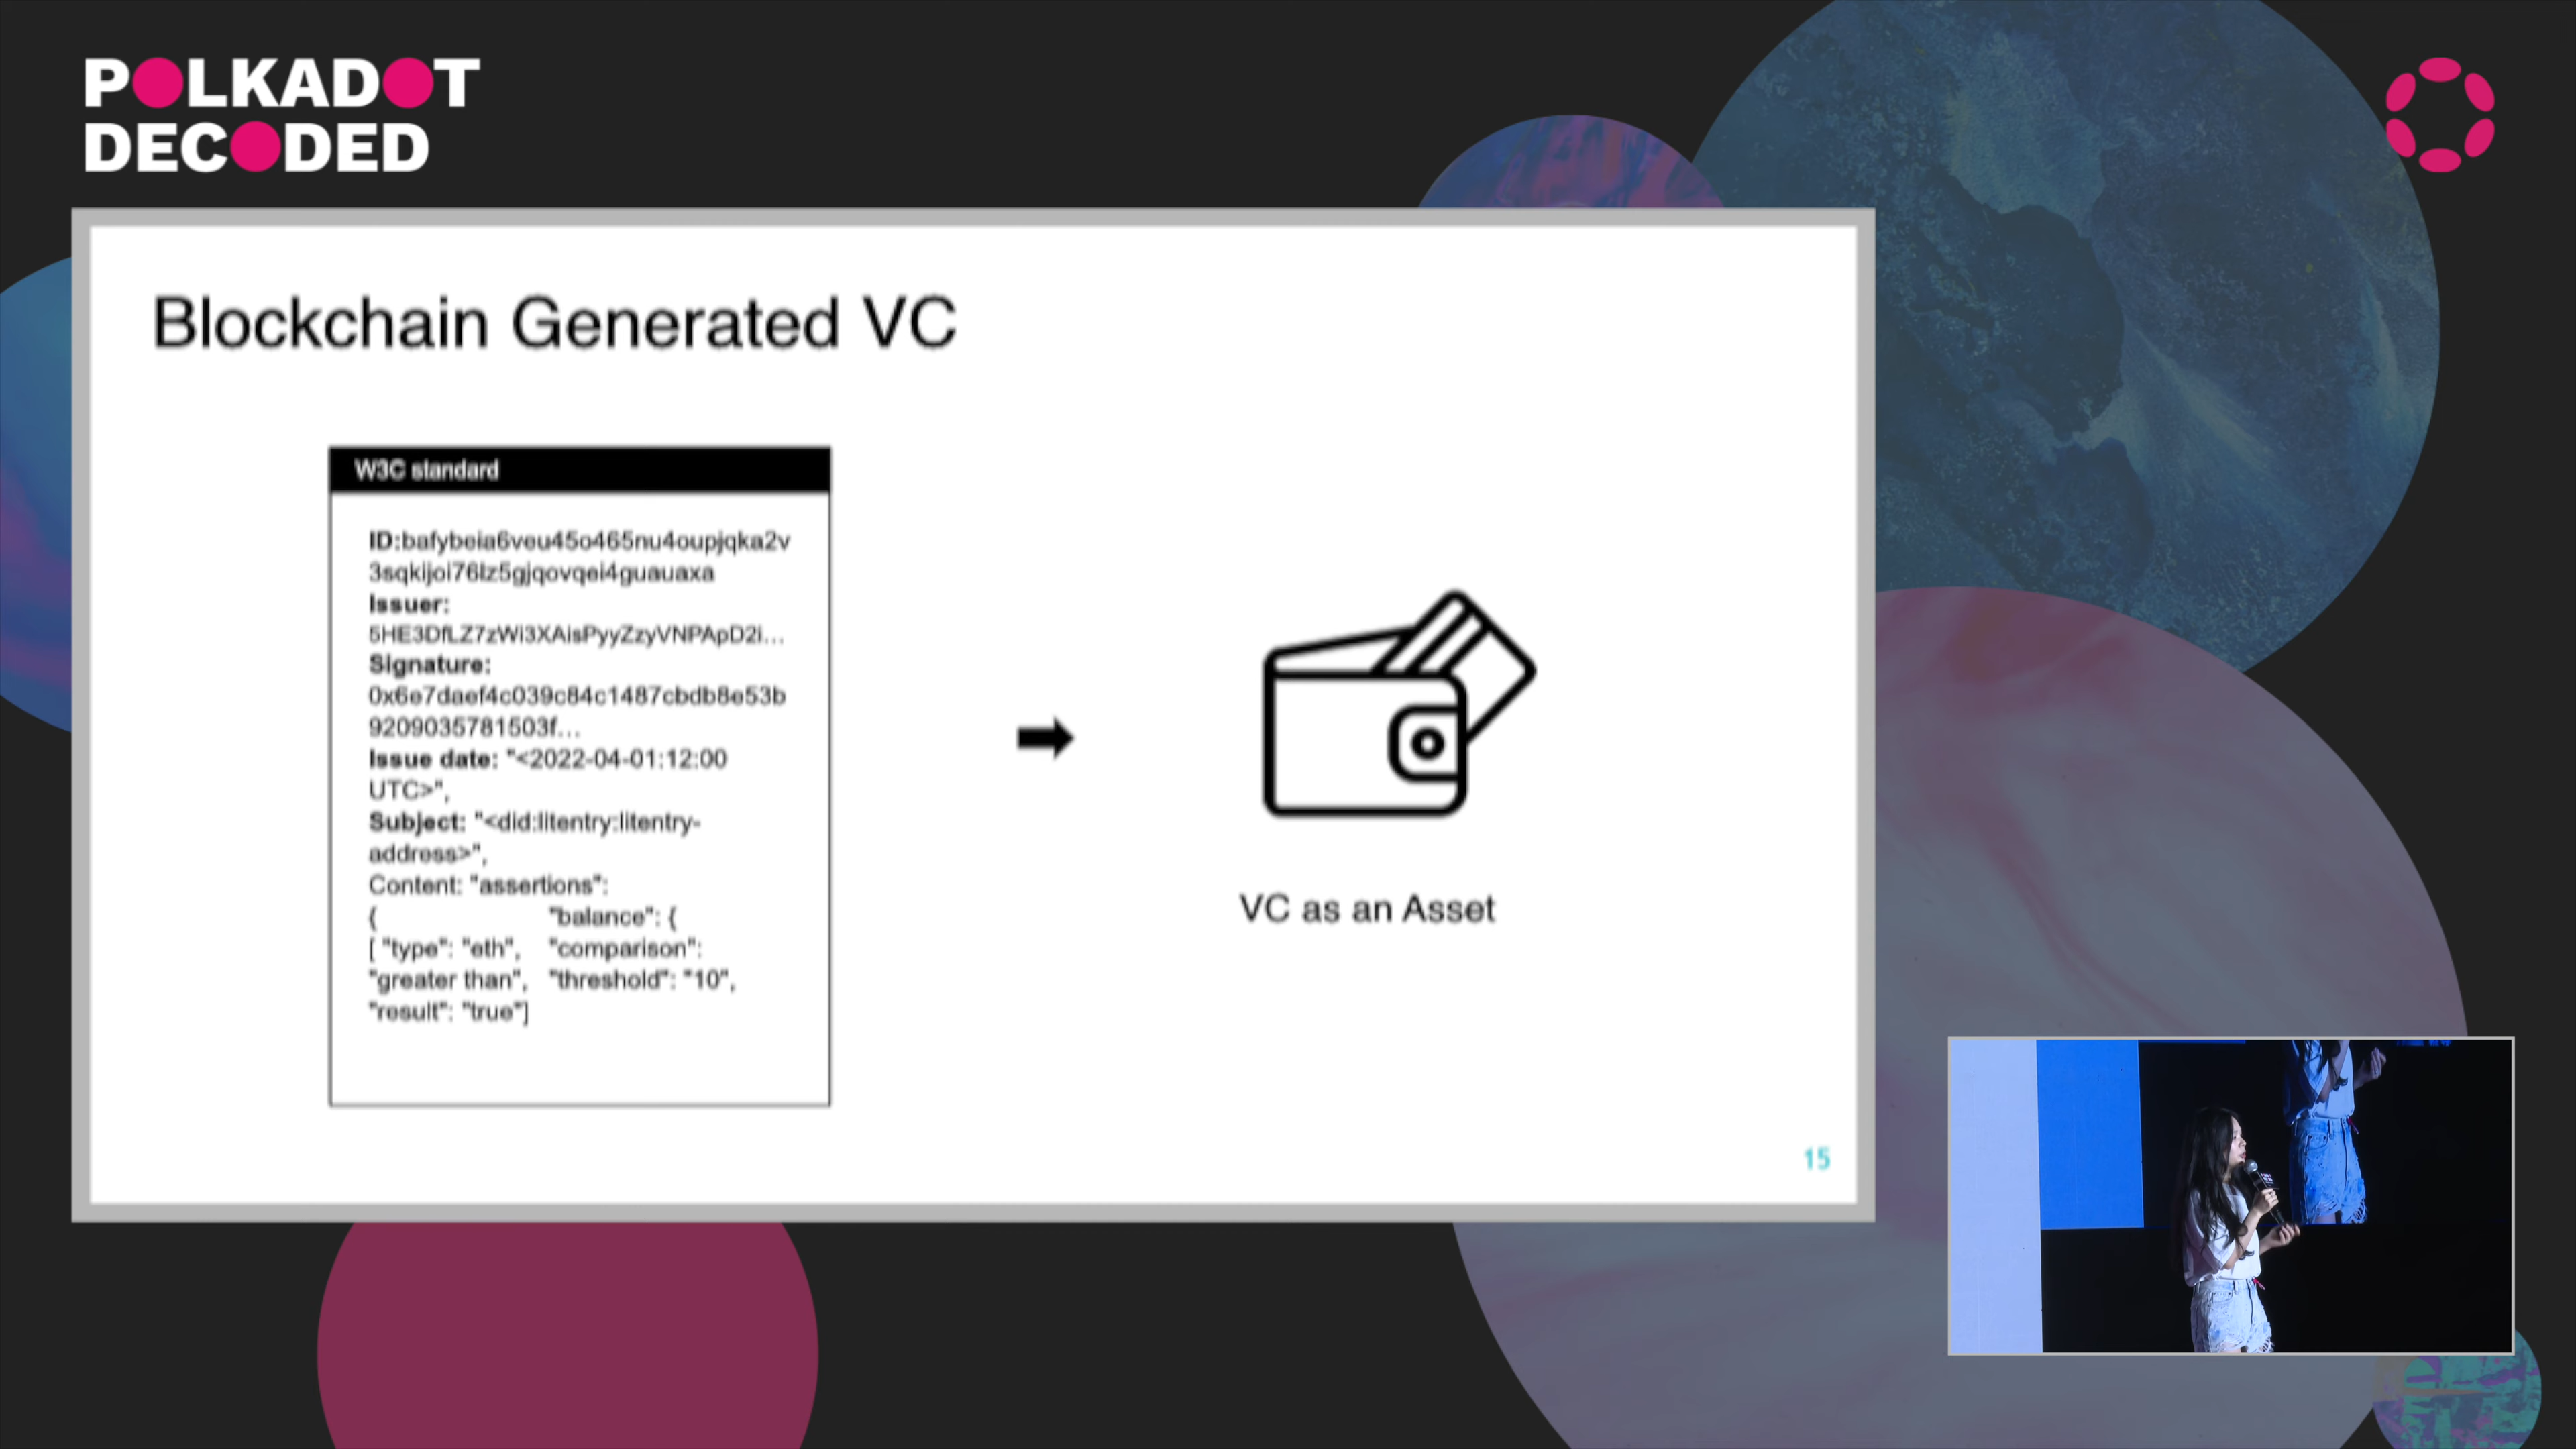 POLKADOT
DECODED
Blockchain Generated VC
W3C standard
ID:bafybeia6veu45o465nu4oupjqka2v
3sqkijoi76lz5gjqovqei4guauaxa
Issuer:
5HE3DfLZ7zWi3XAisPyyZzyVNPApD2i...
Signature:
0x6e7daef4c039c84c1487cbdb8e53b
9209035781503f...
Issue date: "<2022-04-01:12:00
UTC>",
Subject: "<did:litentry:litentry-
address>",
Content: "assertions":
{ "balance": {
[ "type": "eth", "comparison":
"greater than", "threshold": "10",
"result": "true"]
VC as an Asset
15